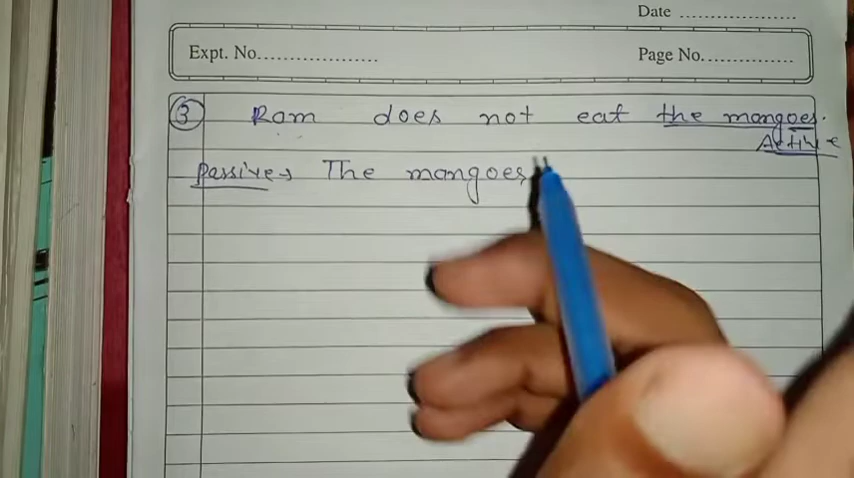 Date ..................
Expt. No...................
Page No...............
③ Ram does not eat the mangoes.
Active
Passive→ The mangoes